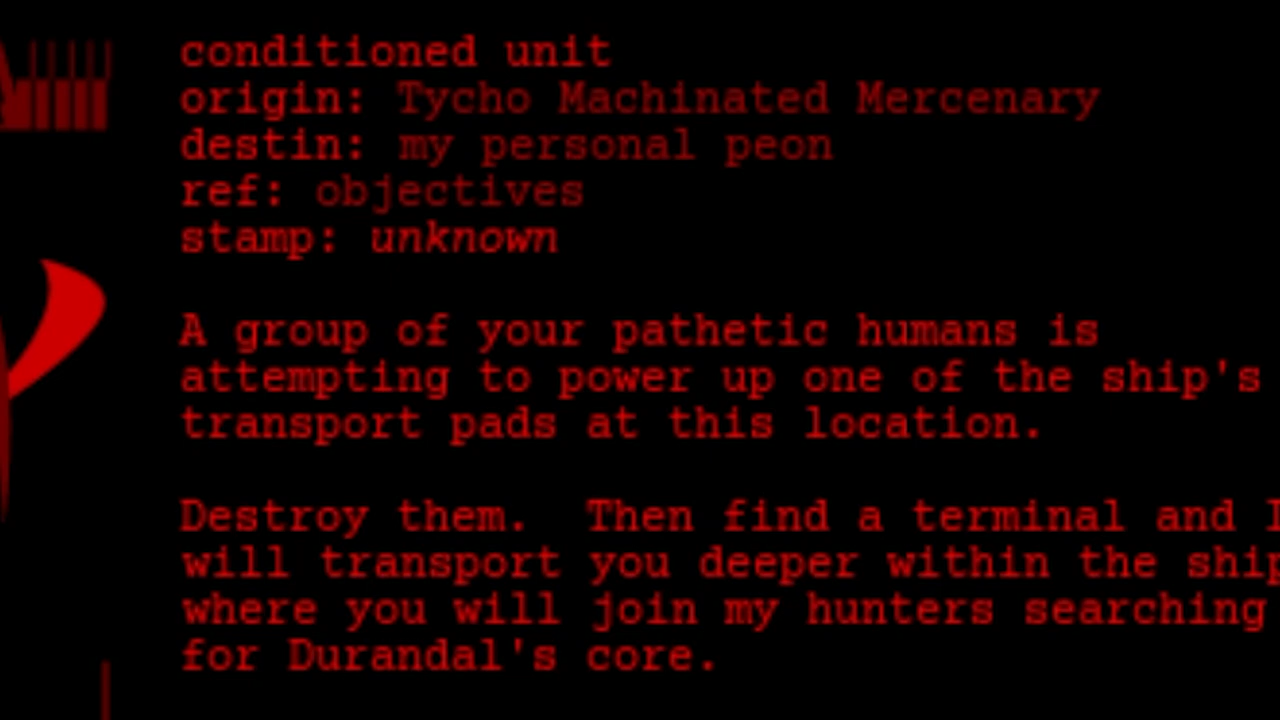 conditioned unit
origin: Tycho Machinated Mercenary
destin: my personal peon
ref: objectives
stamp: unknown
A group of your pathetic humans is
attempting to power up one of the ship's
transport pads at this location.
Destroy them.  Then find a terminal and I
will transport you deeper within the ship
where you will join my hunters searching
for Durandal's core.